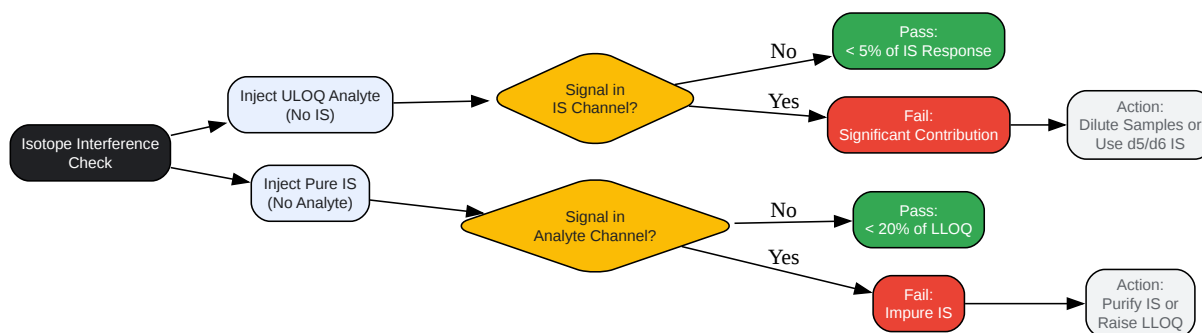 Isotope Interference
Check
Inject ULOQ Analyte
(No IS)
Signal in
IS Channel?
No
Pass:
< 5% of IS Response
Yes
Fail:
Significant Contribution
Action:
Dilute Samples or
Use d5/d6 IS
Inject Pure IS
(No Analyte)
Signal in
Analyte Channel?
No
Pass:
< 20% of LLOQ
Yes
Fail:
Impure IS
Action:
Purify IS or
Raise LLOQ